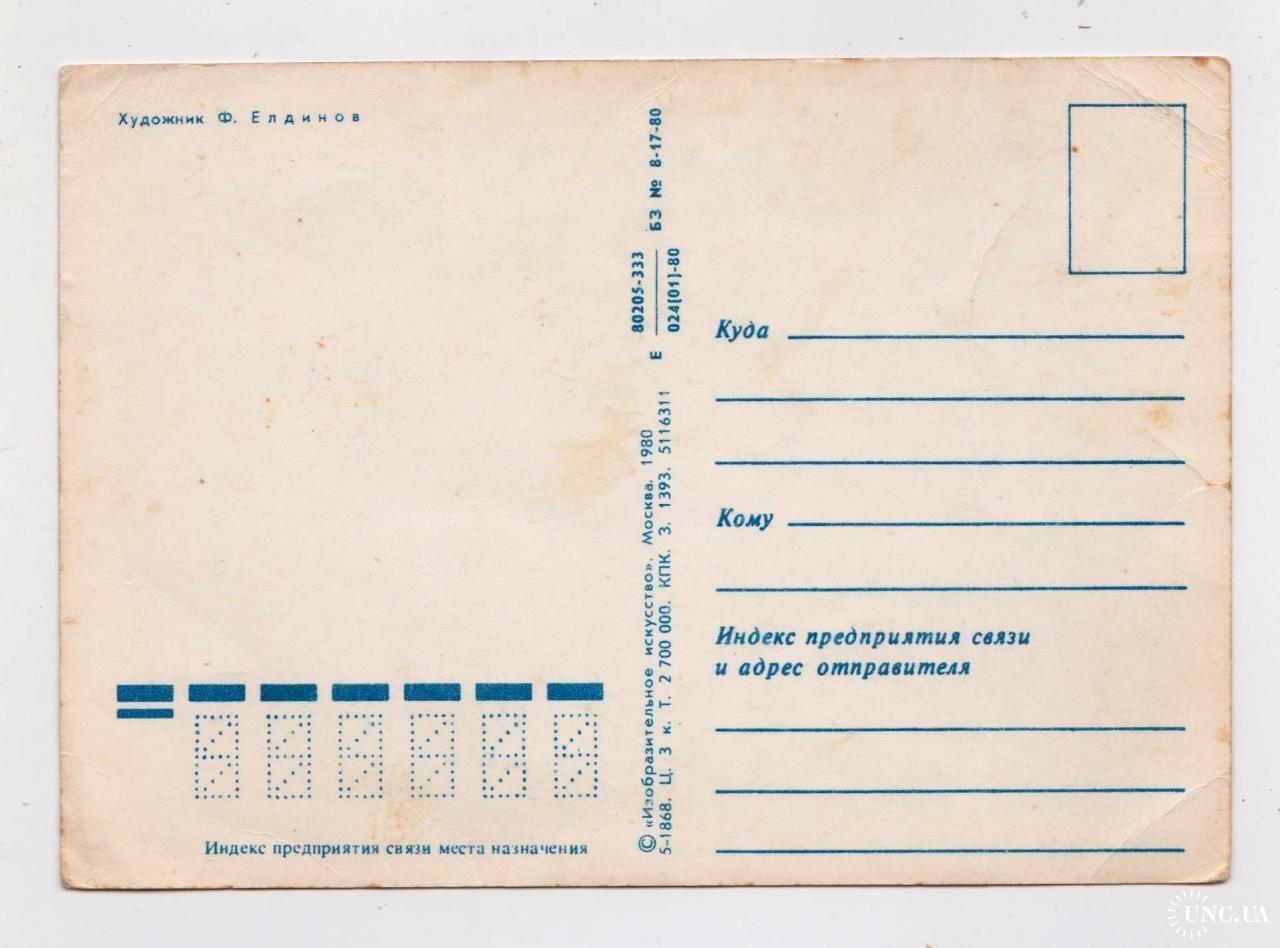 Художник Ф. Елдинов
Индекс предприятия связи места назначения
© «Изобразительное искусство». Москва. 1980
5-1868. Ц. 3 к. Т. 2 700 000. КПК. З. 1393. 5116311
Е 80205-333
024(01)-80
БЗ № 8-17-80
Куда
Кому
Индекс предприятия связи
и адрес отправителя
UNC.UA